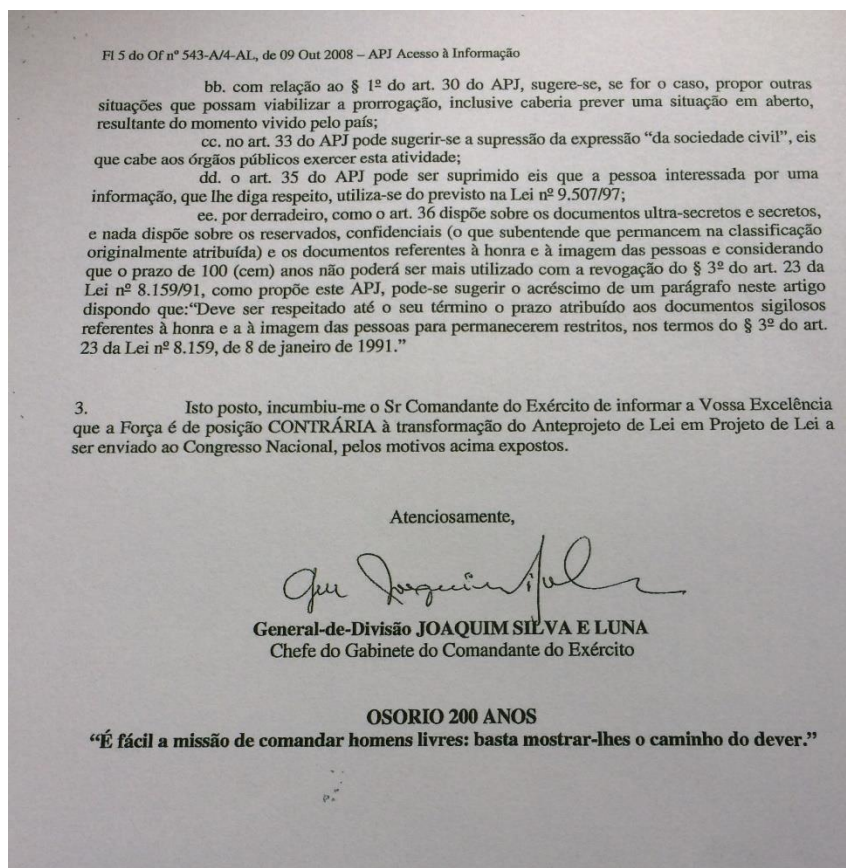 Fl 5 do Of nº 543-A/4-AL, de 09 Out 2008 – APJ Acesso à Informação
bb. com relação ao § 1º do art. 30 do APJ, sugere-se, se for o caso, propor outras
situações que possam viabilizar a prorrogação, inclusive caberia prever uma situação em aberto,
resultante do momento vivido pelo país;
cc. no art. 33 do APJ pode sugerir-se a supressão da expressão “da sociedade civil”, eis
que cabe aos órgãos públicos exercer esta atividade;
dd. o art. 35 do APJ pode ser suprimido eis que a pessoa interessada por uma
informação, que lhe diga respeito, utiliza-se do previsto na Lei nº 9.507/97;
ee. por derradeiro, como o art. 36 dispõe sobre os documentos ultra-secretos e secretos,
e nada dispõe sobre os reservados, confidenciais (o que subentende que permancem na classificação
originalmente atribuída) e os documentos referentes à honra e à imagem das pessoas e considerando
que o prazo de 100 (cem) anos não poderá ser mais utilizado com a revogação do § 3º do art. 23 da
Lei nº 8.159/91, como propõe este APJ, pode-se sugerir o acréscimo de um parágrafo neste artigo
dispondo que:“Deve ser respeitado até o seu término o prazo atribuído aos documentos sigilosos
referentes à honra e a à imagem das pessoas para permanecerem restritos, nos termos do § 3º do art.
23 da Lei nº 8.159, de 8 de janeiro de 1991.”
3. Isto posto, incumbiu-me o Sr Comandante do Exército de informar a Vossa Excelência
que a Força é de posição CONTRÁRIA à transformação do Anteprojeto de Lei em Projeto de Lei a
ser enviado ao Congresso Nacional, pelos motivos acima expostos.
Atenciosamente,
General-de-Divisão JOAQUIM SILVA E LUNA
Chefe do Gabinete do Comandante do Exército
OSORIO 200 ANOS
“É fácil a missão de comandar homens livres: basta mostrar-lhes o caminho do dever.”